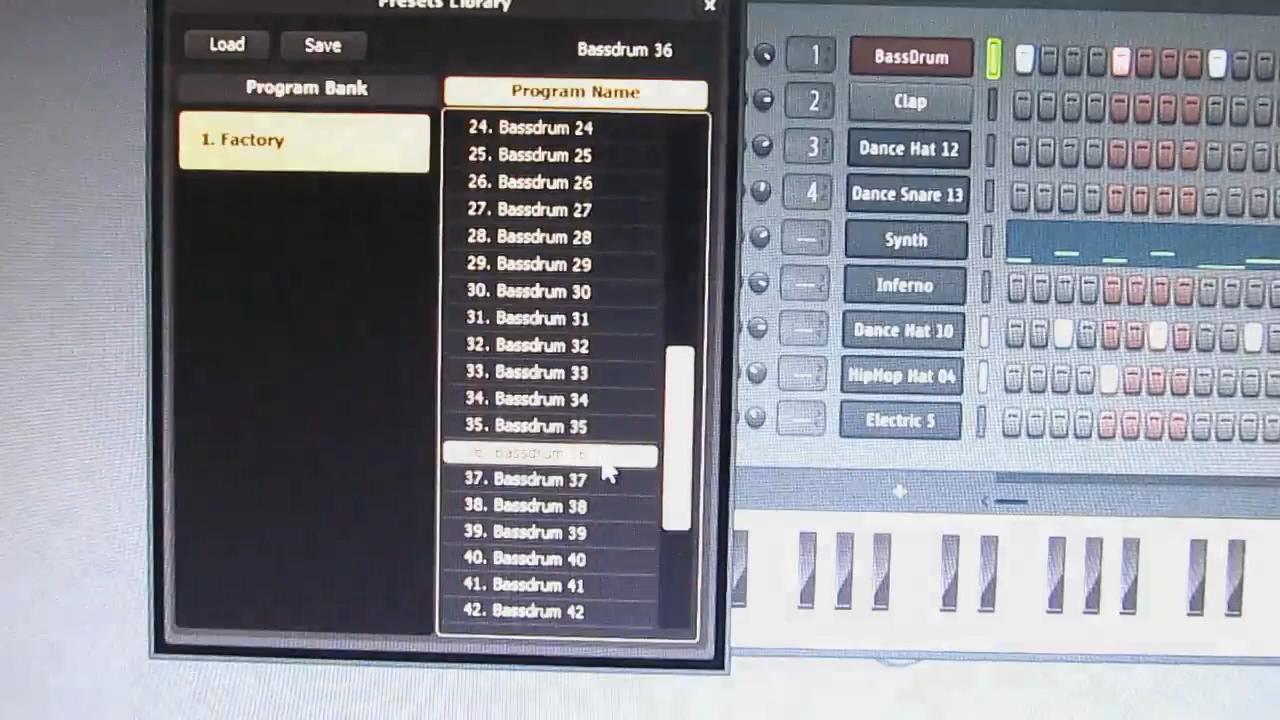 Presets Library
x
Load
Save
Bassdrum 36
Program Bank
Program Name
1. Factory
24. Bassdrum 24
25. Bassdrum 25
26. Bassdrum 26
27. Bassdrum 27
28. Bassdrum 28
29. Bassdrum 29
30. Bassdrum 30
31. Bassdrum 31
32. Bassdrum 32
33. Bassdrum 33
34. Bassdrum 34
35. Bassdrum 35
37. Bassdrum 37
38. Bassdrum 38
39. Bassdrum 39
40. Bassdrum 40
41. Bassdrum 41
42. Bassdrum 42
1 BassDrum
2 Clap
3 Dance Hat 12
4 Dance Snare 13
--- Synth
--- Inferno
--- Dance Hat 10
--- HipHop Hat 04
--- Electric 5